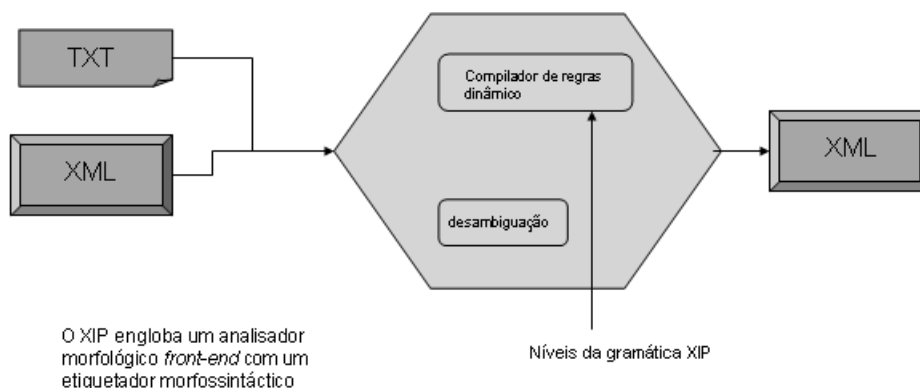 TXT
XML
Compilador de regras
dinâmico
desambiguação
XML
O XIP engloba um analisador
morfológico front-end com um
etiquetador morfossintáctico
Níveis da gramática XIP